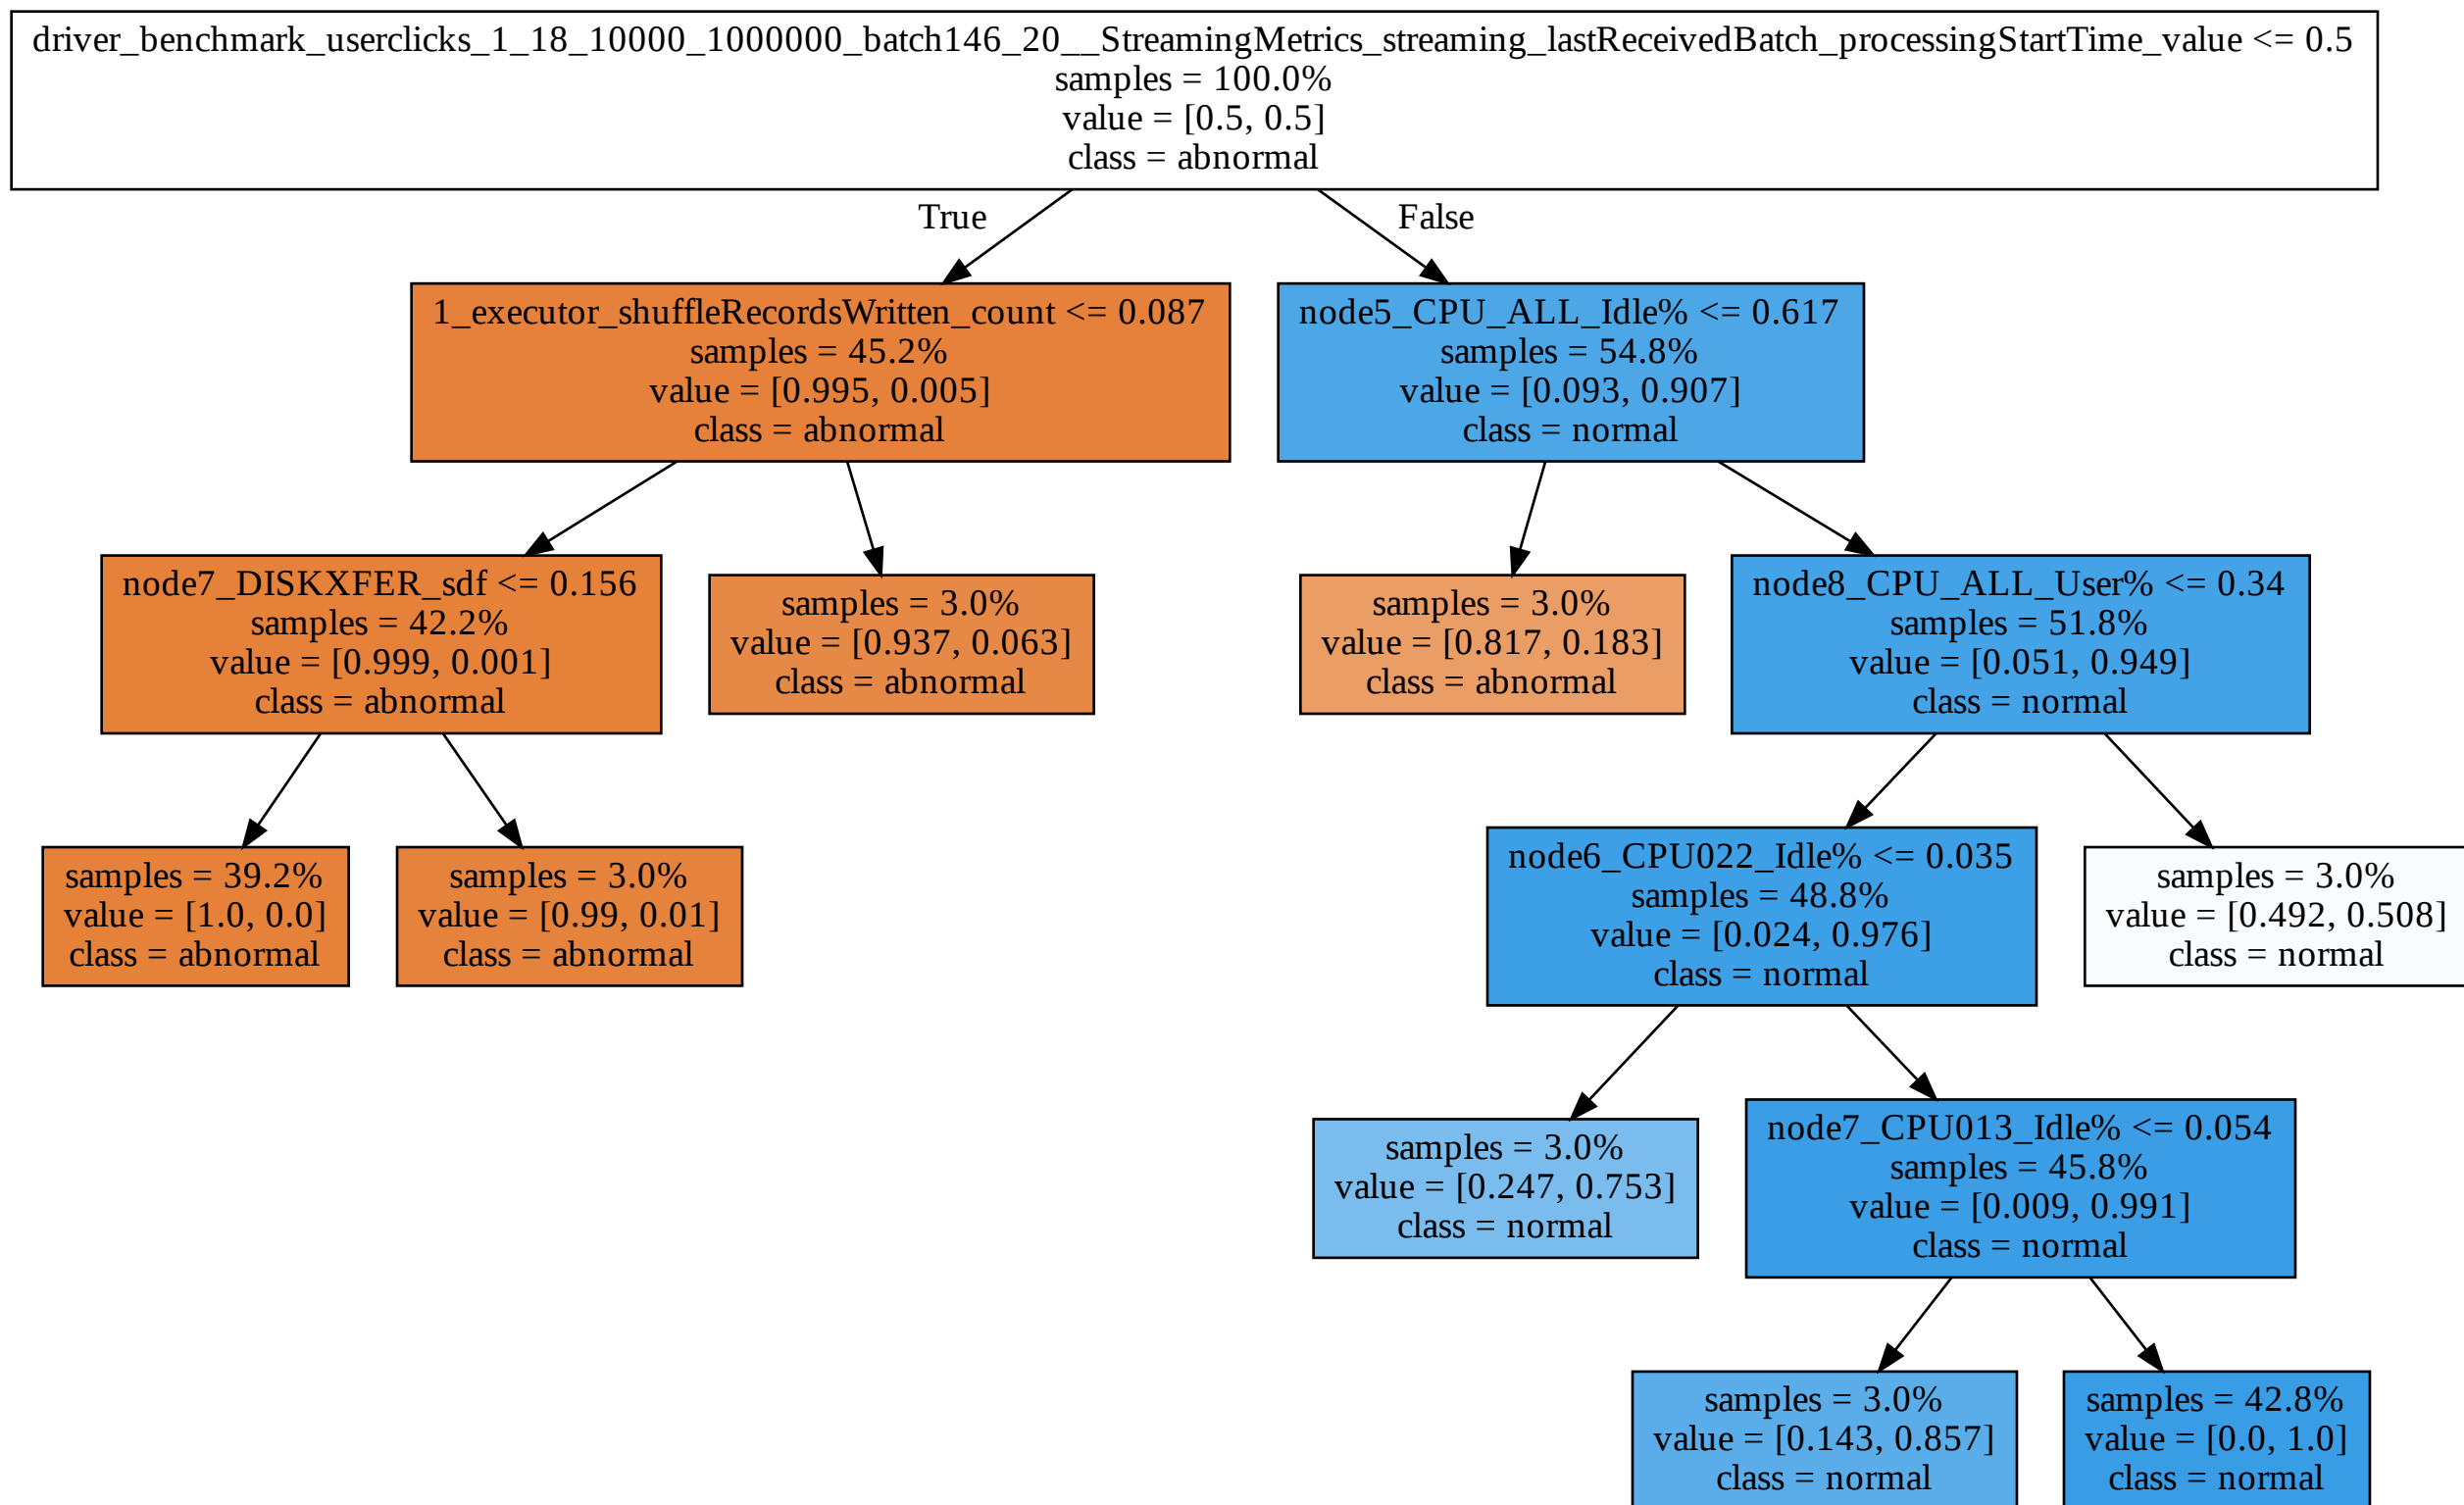 driver_benchmark_userclicks_1_18_10000_1000000_batch146_20__StreamingMetrics_streaming_lastReceivedBatch_processingStartTime_value <= 0.5
samples = 100.0%
value = [0.5, 0.5]
class = abnormal
True
False
1_executor_shuffleRecordsWritten_count <= 0.087
samples = 45.2%
value = [0.995, 0.005]
class = abnormal
node5_CPU_ALL_Idle% <= 0.617
samples = 54.8%
value = [0.093, 0.907]
class = normal
node7_DISKXFER_sdf <= 0.156
samples = 42.2%
value = [0.999, 0.001]
class = abnormal
samples = 3.0%
value = [0.937, 0.063]
class = abnormal
samples = 3.0%
value = [0.817, 0.183]
class = abnormal
node8_CPU_ALL_User% <= 0.34
samples = 51.8%
value = [0.051, 0.949]
class = normal
samples = 39.2%
value = [1.0, 0.0]
class = abnormal
samples = 3.0%
value = [0.99, 0.01]
class = abnormal
node6_CPU022_Idle% <= 0.035
samples = 48.8%
value = [0.024, 0.976]
class = normal
samples = 3.0%
value = [0.492, 0.508]
class = normal
samples = 3.0%
value = [0.247, 0.753]
class = normal
node7_CPU013_Idle% <= 0.054
samples = 45.8%
value = [0.009, 0.991]
class = normal
samples = 3.0%
value = [0.143, 0.857]
class = normal
samples = 42.8%
value = [0.0, 1.0]
class = normal